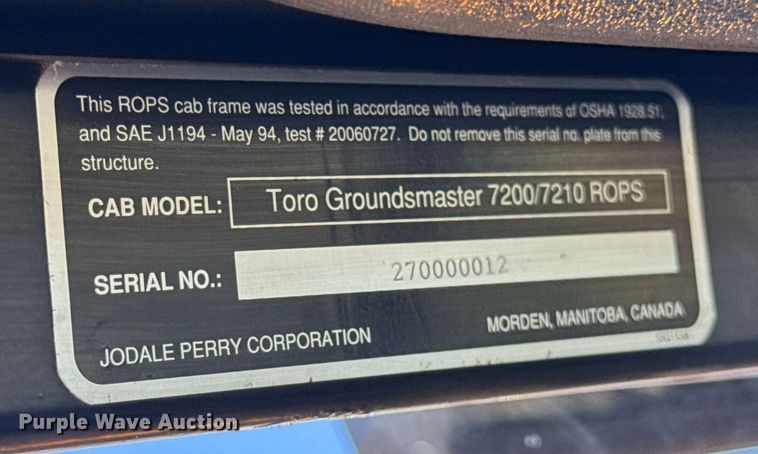 This ROPS cab frame was tested in accordance with the requirements of OSHA 1928.51,
and SAE J1194 - May 94, test # 20060727. Do not remove this serial no. plate from this
structure.
CAB MODEL: Toro Groundsmaster 7200/7210 ROPS
SERIAL NO.: 270000012
JODALE PERRY CORPORATION MORDEN, MANITOBA, CANADA
Purple Wave Auction